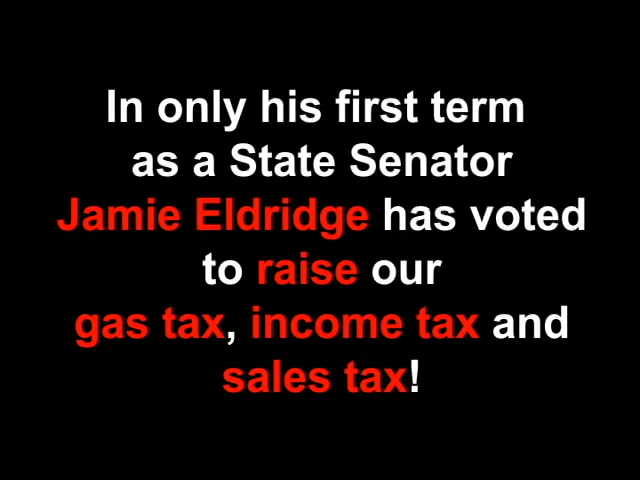 In only his first term
as a State Senator
Jamie Eldridge has voted
to raise our
gas tax, income tax and
sales tax!